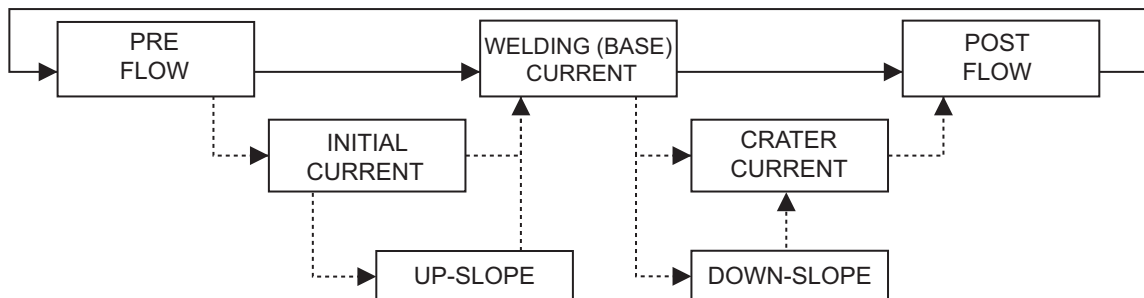 PRE
FLOW
WELDING (BASE)
CURRENT
POST
FLOW
INITIAL
CURRENT
CRATER
CURRENT
UP-SLOPE
DOWN-SLOPE